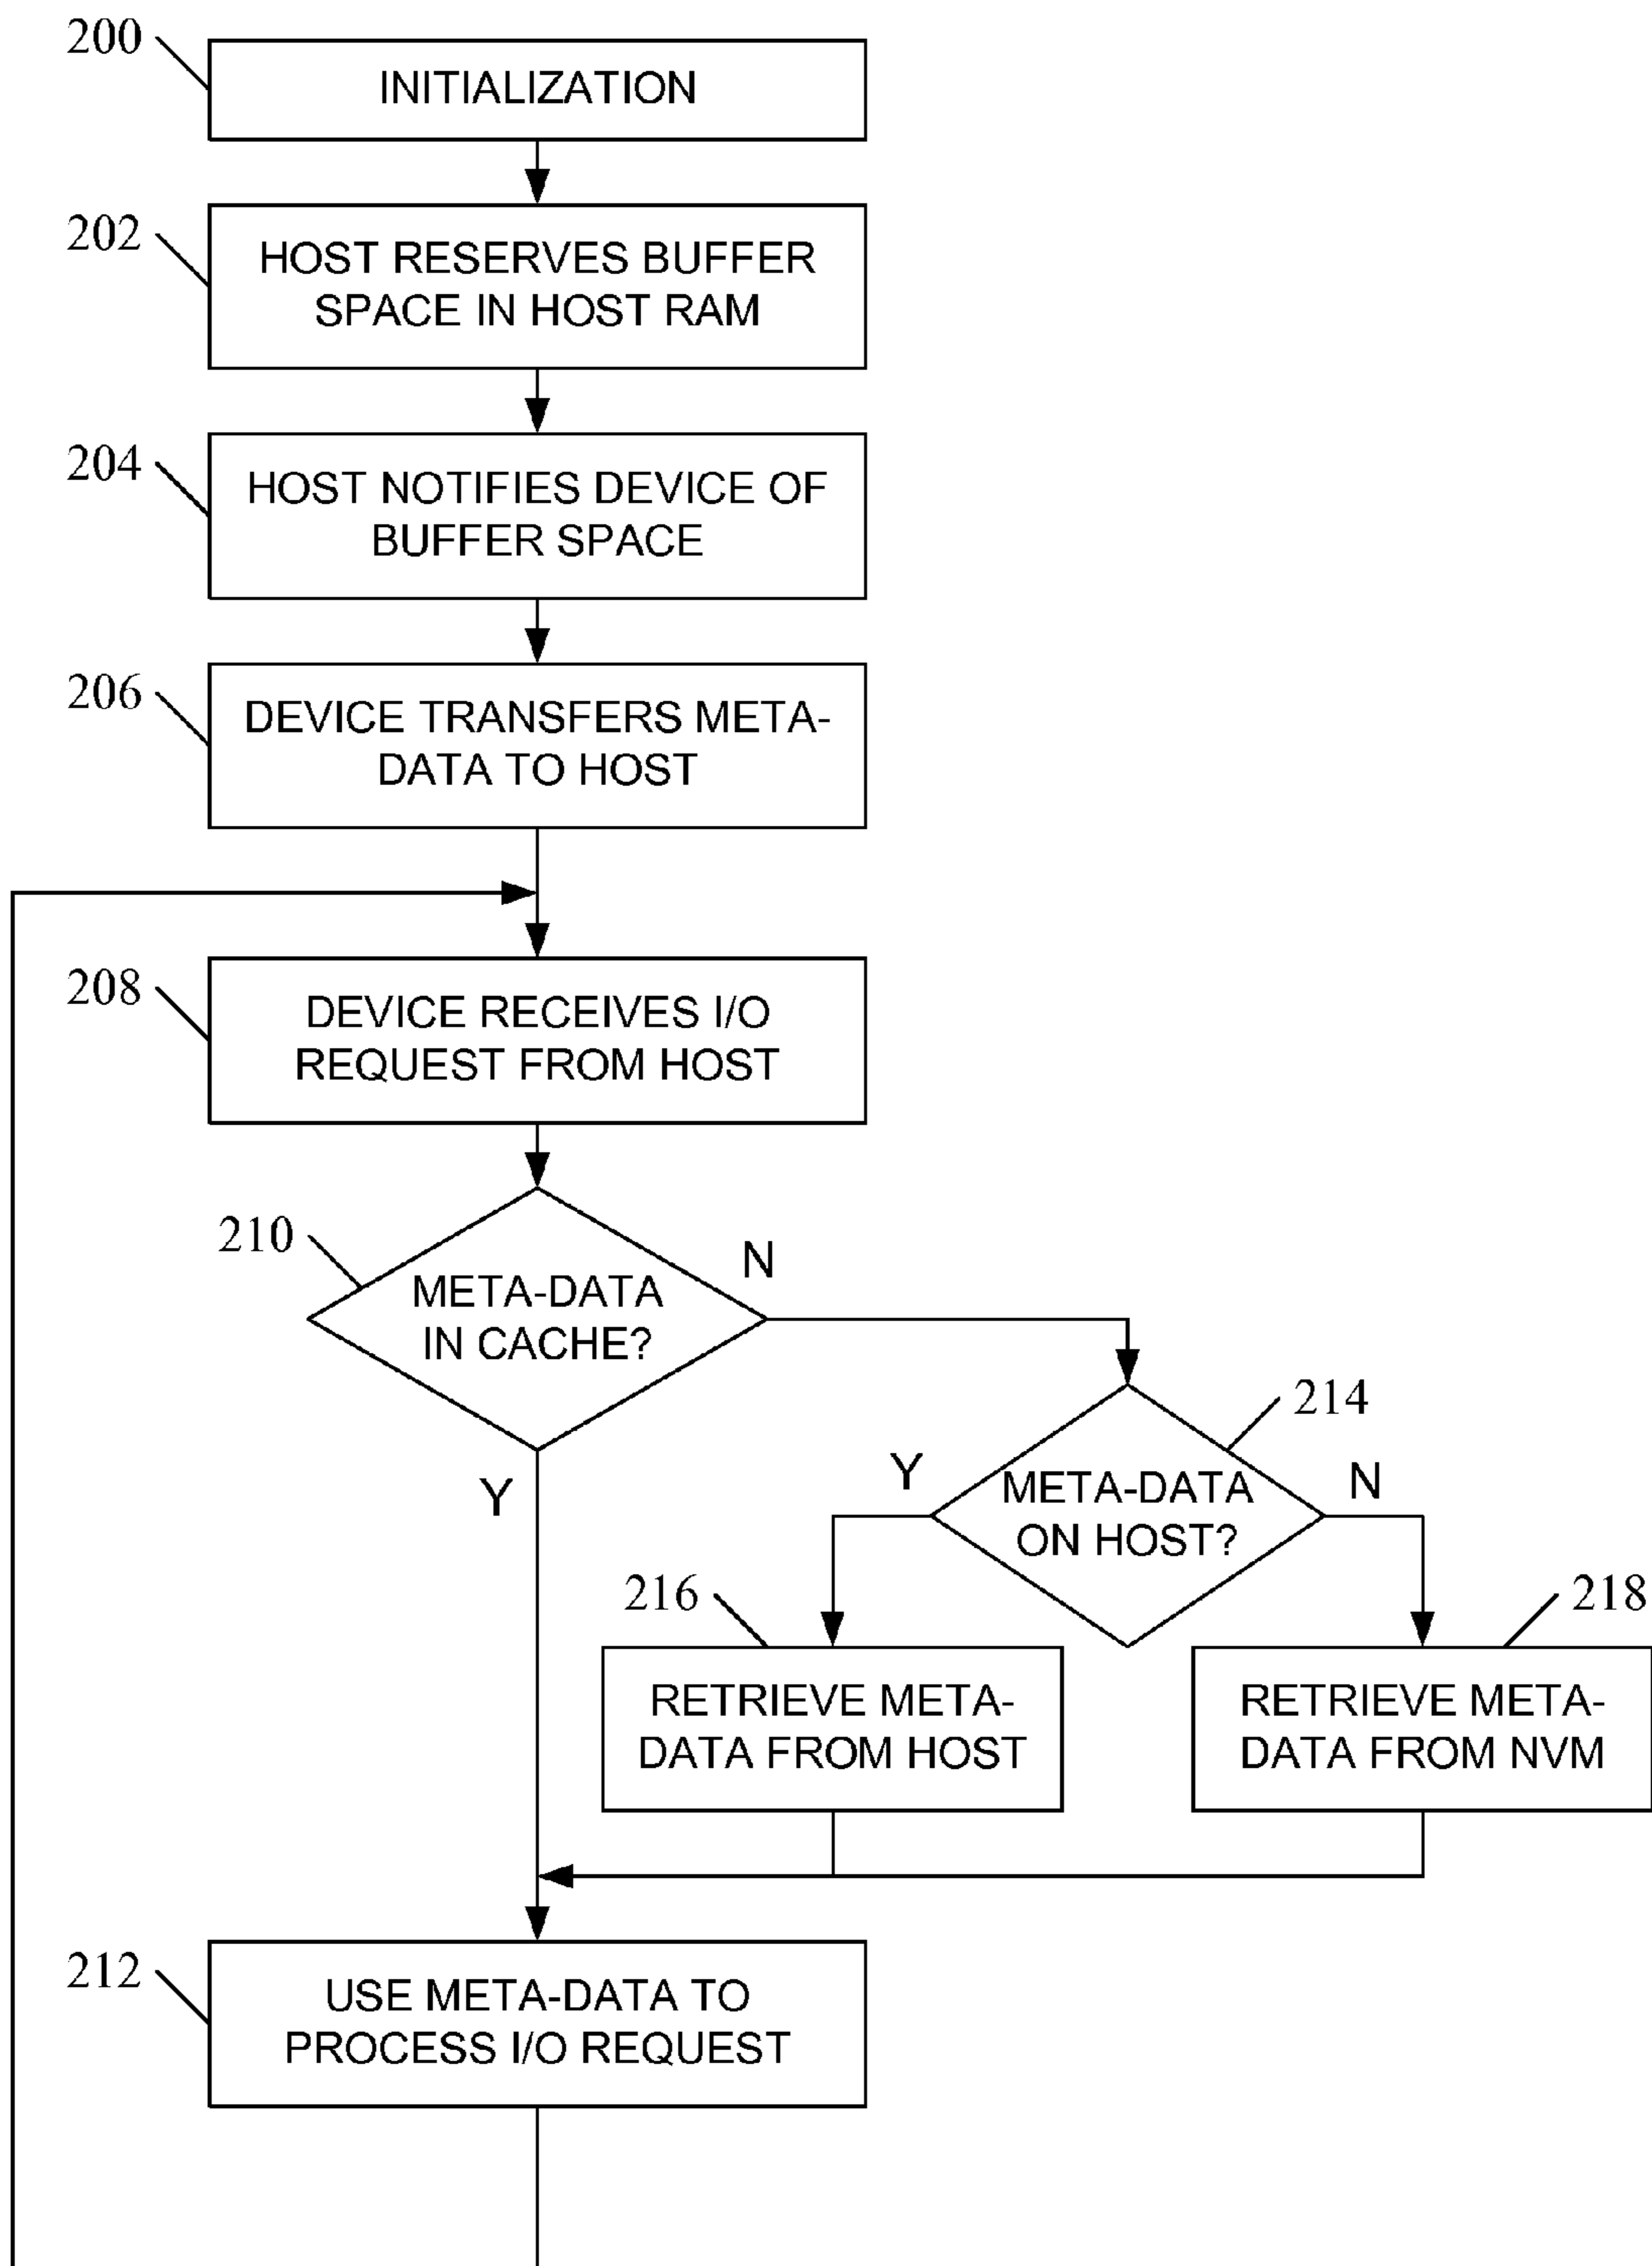 200
INITIALIZATION
202
HOST RESERVES BUFFER
SPACE IN HOST RAM
204
HOST NOTIFIES DEVICE OF
BUFFER SPACE
206
DEVICE TRANSFERS META-
DATA TO HOST
208
DEVICE RECEIVES I/O
REQUEST FROM HOST
210
META-DATA
IN CACHE?
N
Y
214
META-DATA
ON HOST?
Y
N
216
RETRIEVE META-
DATA FROM HOST
218
RETRIEVE META-
DATA FROM NVM
212
USE META-DATA TO
PROCESS I/O REQUEST